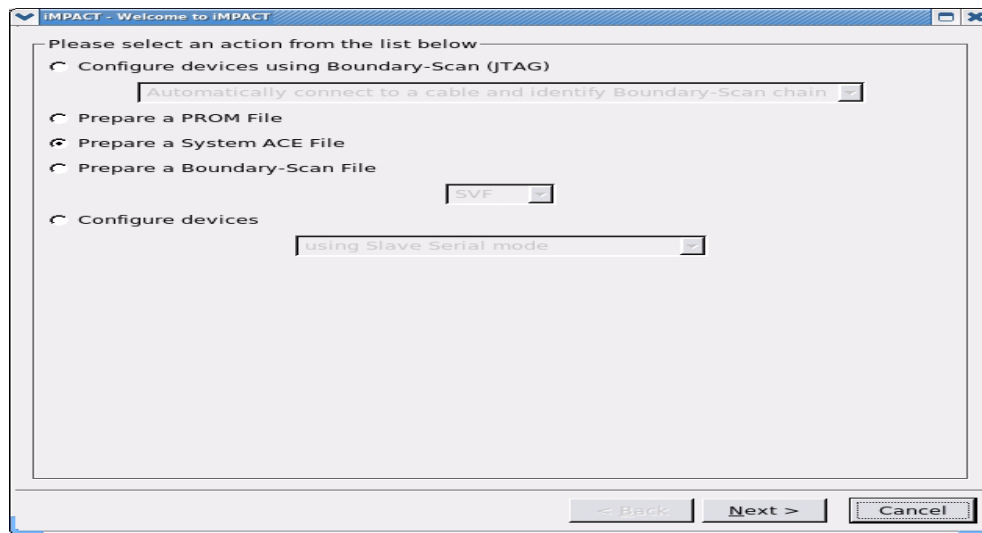 iMPACT - Welcome to iMPACT
Please select an action from the list below
Configure devices using Boundary-Scan (JTAG)
Automatically connect to a cable and identify Boundary-Scan chain
Prepare a PROM File
Prepare a System ACE File
Prepare a Boundary-Scan File
SVF
Configure devices
using Slave Serial mode
< Back Next > Cancel